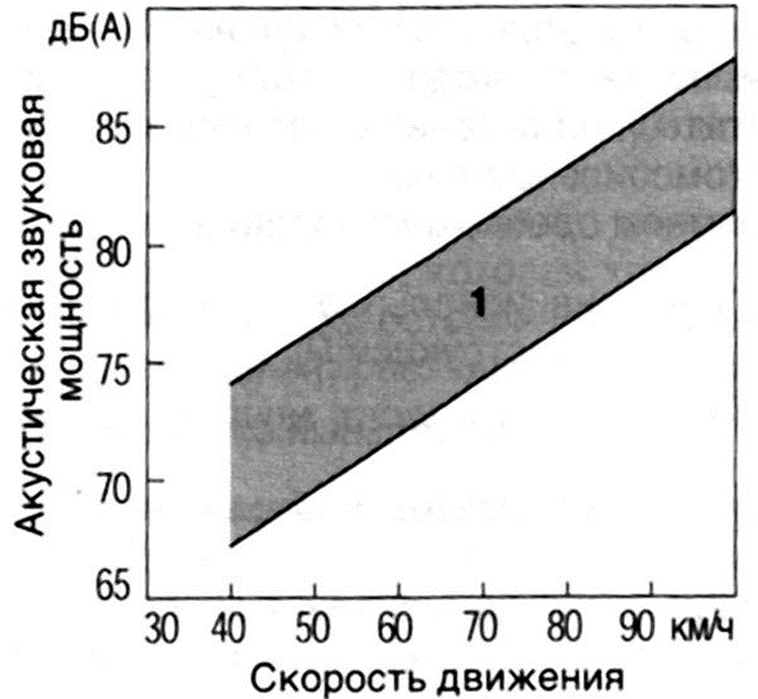 дБ(А)
85
80
75
70
65
Акустическая звуковая
мощность
1
30 40 50 60 70 80 90 км/ч
Скорость движения